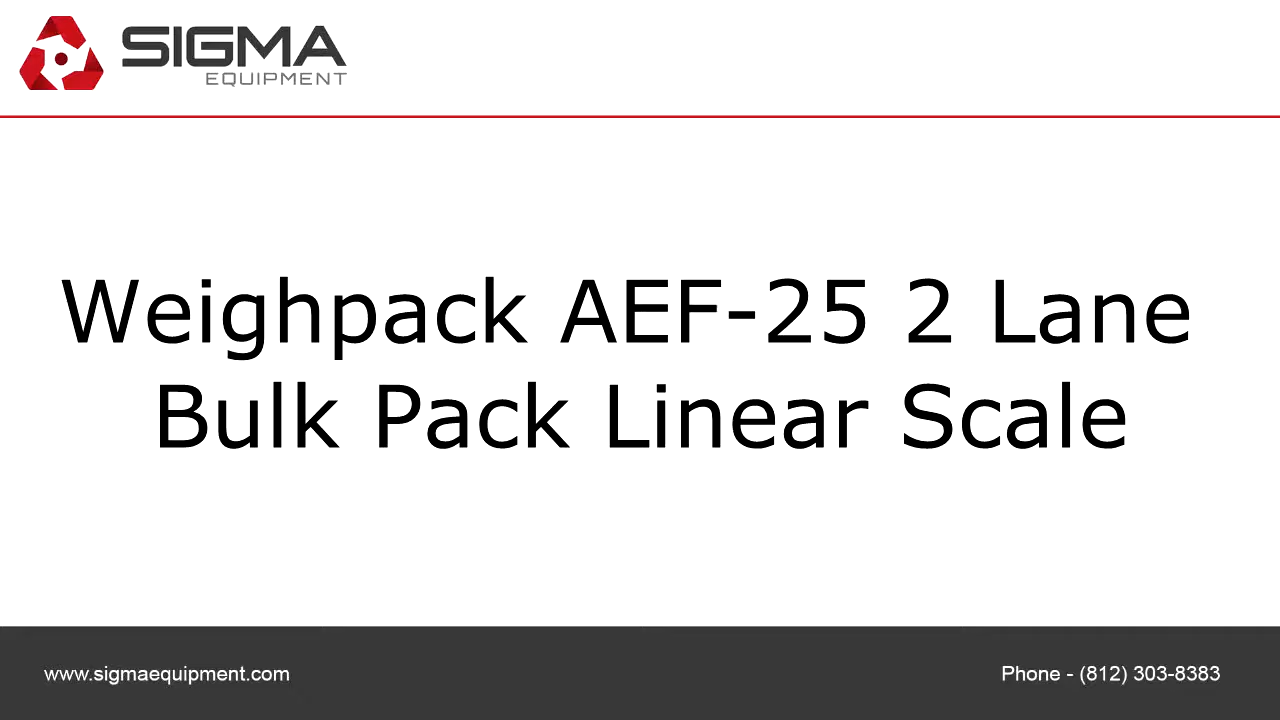 SIGMA
EQUIPMENT
Weighpack AEF-25 2 Lane
Bulk Pack Linear Scale
www.sigmaequipment.com
Phone - (812) 303-8383